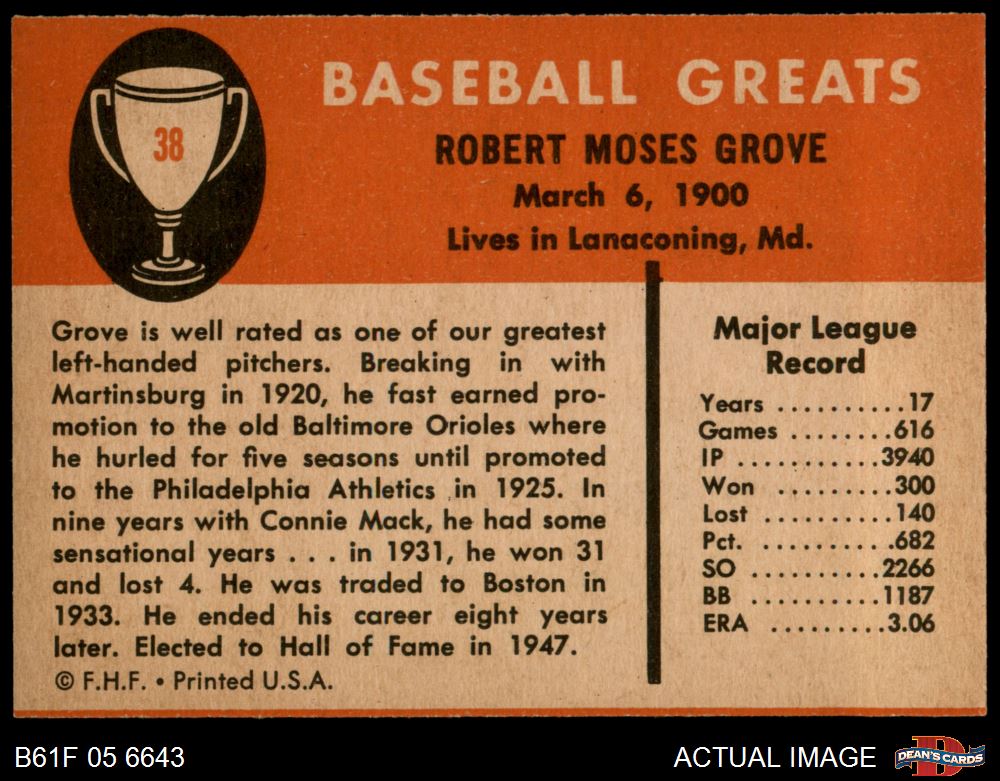 38
BASEBALL GREATS
ROBERT MOSES GROVE
March 6, 1900
Lives in Lanaconing, Md.
Grove is well rated as one of our greatest
left-handed pitchers. Breaking in with
Martinsburg in 1920, he fast earned pro-
motion to the old Baltimore Orioles where
he hurled for five seasons until promoted
to the Philadelphia Athletics in 1925. In
nine years with Connie Mack, he had some
sensational years . . . in 1931, he won 31
and lost 4. He was traded to Boston in
1933. He ended his career eight years
later. Elected to Hall of Fame in 1947.
© F.H.F. • Printed U.S.A.
Major League
Record
Years ..........17
Games ........616
IP ...........3940
Won .........300
Lost ..........140
Pct. ..........682
SO ..........2266
BB ..........1187
ERA .........3.06
B61F 05 6643
ACTUAL IMAGE
D
DEAN'S CARDS